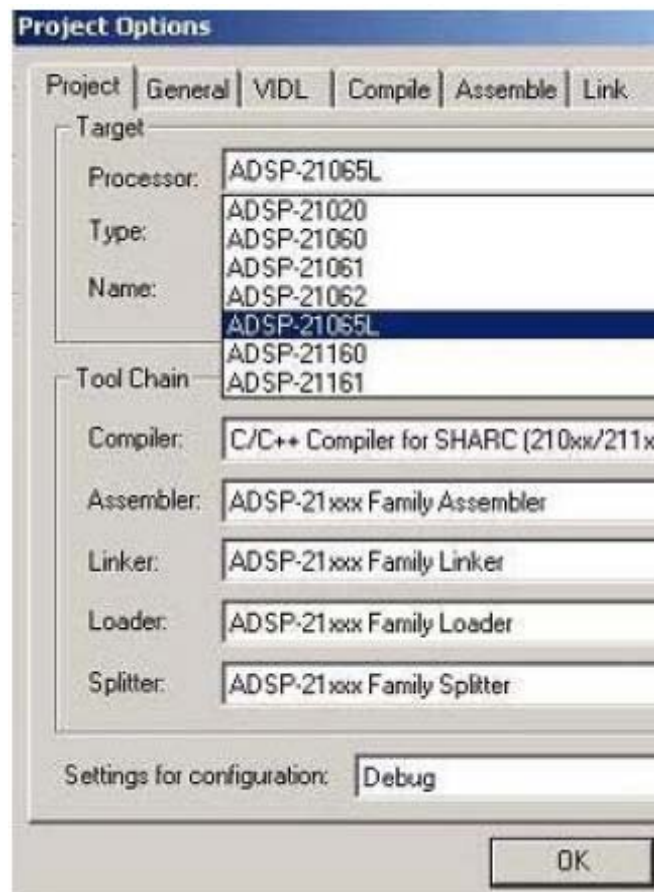 Project Options
Project General VIDL Compile Assemble Link
Target
Processor: ADSP-21065L
ADSP-21020
Type: ADSP-21060
ADSP-21061
Name: ADSP-21062
ADSP-21065L
ADSP-21160
Tool Chain ADSP-21161
Compiler: C/C++ Compiler for SHARC (210xx/211x
Assembler: ADSP-21xxx Family Assembler
Linker: ADSP-21xxx Family Linker
Loader: ADSP-21xxx Family Loader
Splitter: ADSP-21xxx Family Splitter
Settings for configuration: Debug
OK